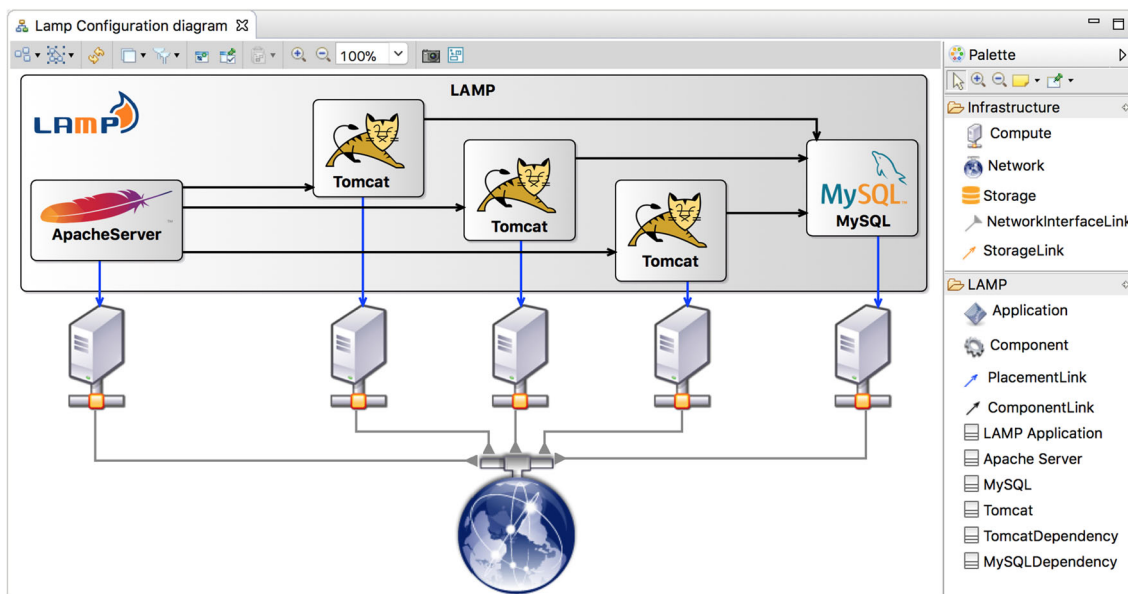 Lamp Configuration diagram
100%
LAMP
LAMP
Tomcat
Tomcat
Tomcat
ApacheServer
MySQL
MySQL
Palette
Infrastructure
Compute
Network
Storage
NetworkInterfaceLink
StorageLink
LAMP
Application
Component
PlacementLink
ComponentLink
LAMP Application
Apache Server
MySQL
Tomcat
TomcatDependency
MySQLDependency